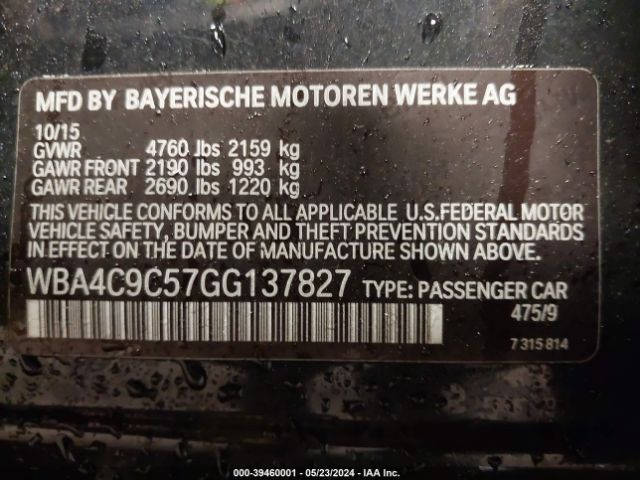 MFD BY BAYERISCHE MOTOREN WERKE AG
10/15
GVWR 4760 lbs 2159 kg
GAWR FRONT 2190 lbs 993 kg
GAWR REAR 2690 lbs 1220 kg
THIS VEHICLE CONFORMS TO ALL APPLICABLE U.S.FEDERAL MOTOR
VEHICLE SAFETY, BUMPER AND THEFT PREVENTION STANDARDS
IN EFFECT ON THE DATE OF MANUFACTURE SHOWN ABOVE.
WBA4C9C57GG137827 TYPE: PASSENGER CAR
475/9
7 315 814
000-39460001 - 05/23/2024 - IAA Inc.